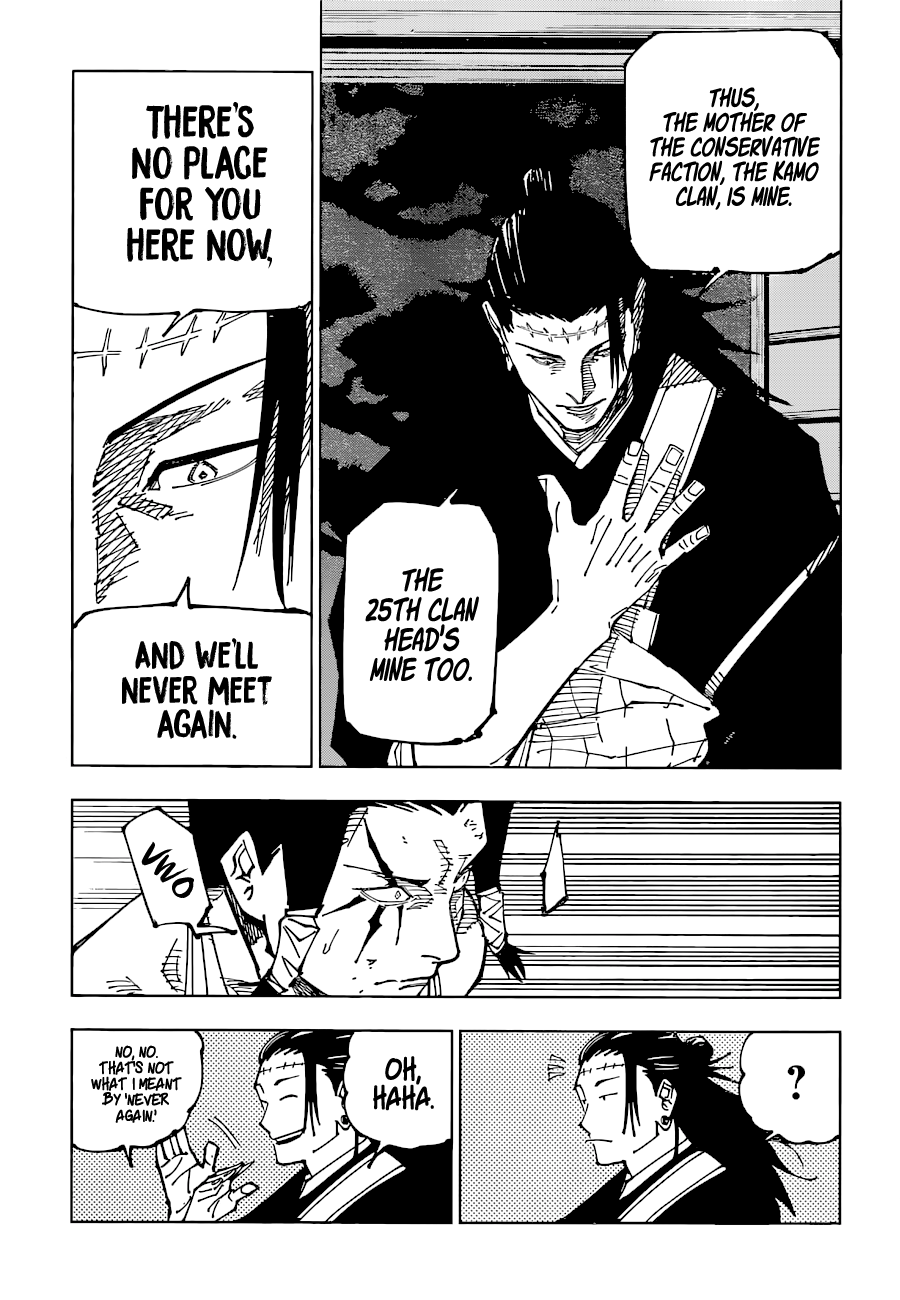 THUS,
THE MOTHER OF
THE CONSERVATIVE
FACTION, THE KAMO
CLAN, IS MINE.
THE
25TH CLAN
HEAD'S
MINE TOO.
THERE'S
NO PLACE
FOR YOU
HERE NOW,
AND WE'LL
NEVER MEET
AGAIN.
VWO
?
OH,
HAHA.
NO, NO.
THAT'S NOT
WHAT I MEANT
BY 'NEVER
AGAIN.'